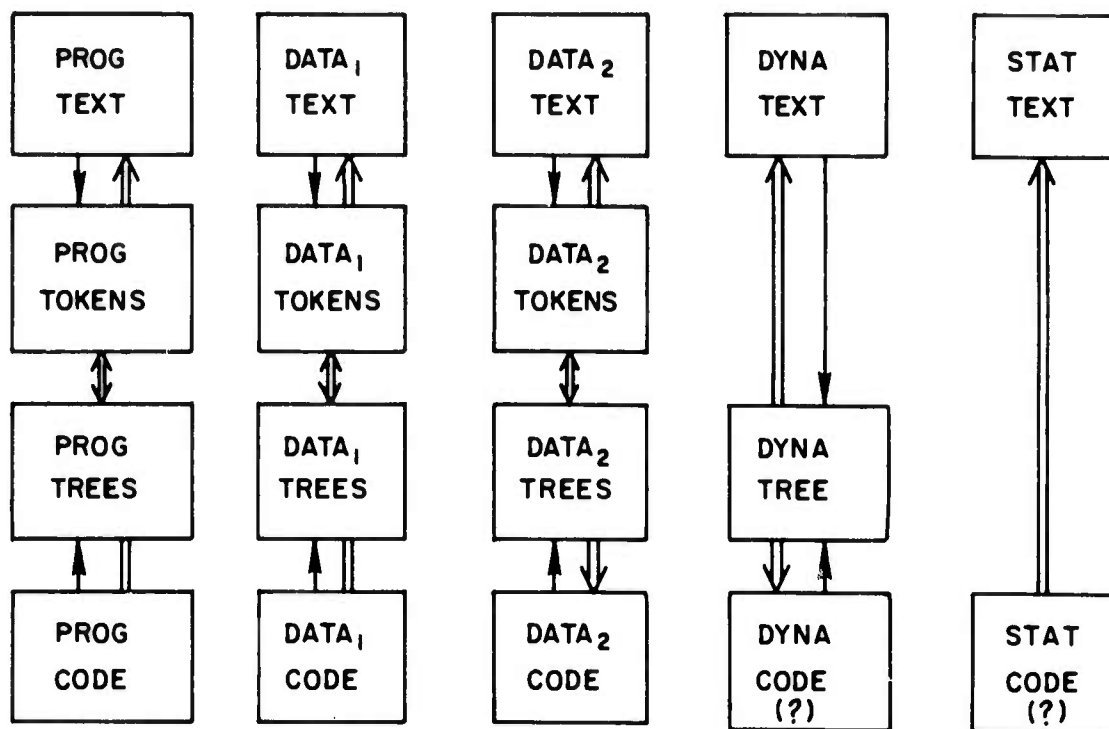 PROG
TEXT
DATA₁
TEXT
DATA₂
TEXT
DYNA
TEXT
STAT
TEXT
PROG
TOKENS
DATA₁
TOKENS
DATA₂
TOKENS
PROG
TREES
DATA₁
TREES
DATA₂
TREES
DYNA
TREE
PROG
CODE
DATA₁
CODE
DATA₂
CODE
DYNA
CODE
(?)
STAT
CODE
(?)